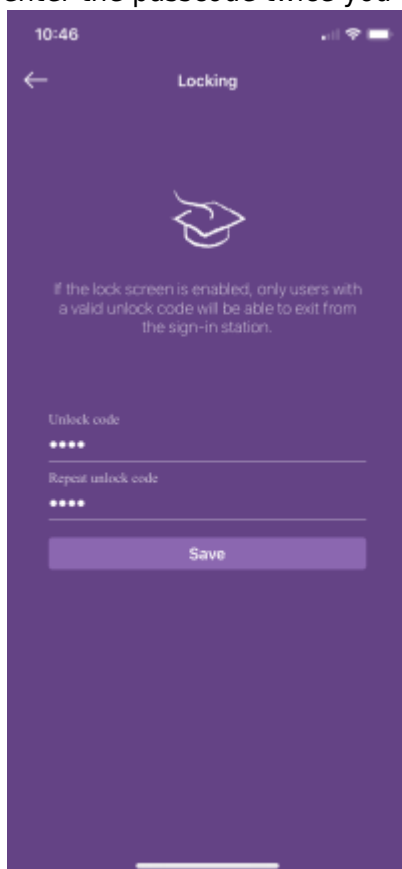 enter the passcode twice you
10:46
Locking
If the lock screen is enabled, only users with
a valid unlock code will be able to exit from
the sign-in station.
Unlock code
••••
Repeat unlock code
••••
Save